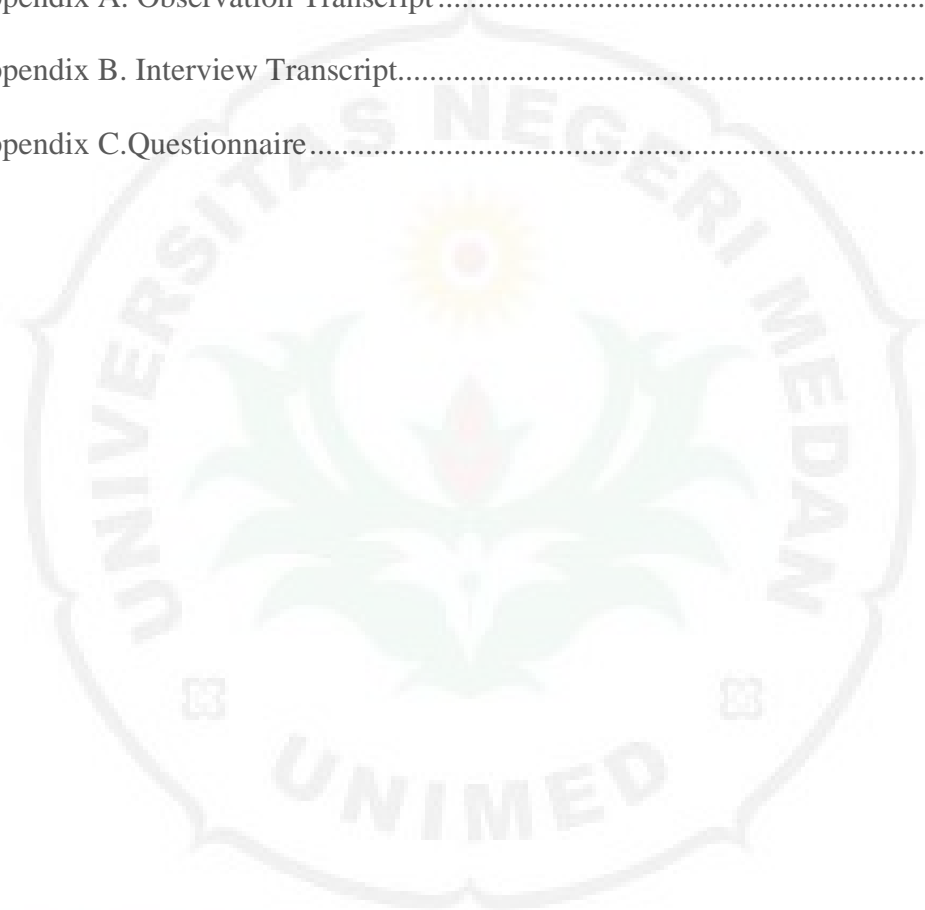 ppendix A. Observation Transcript................................................................
ppendix B. Interview Transcript.....................................................................
ppendix C.Questionnaire................................................................................
UNIVERSITAS NEGERI MEDAN
UNIMED